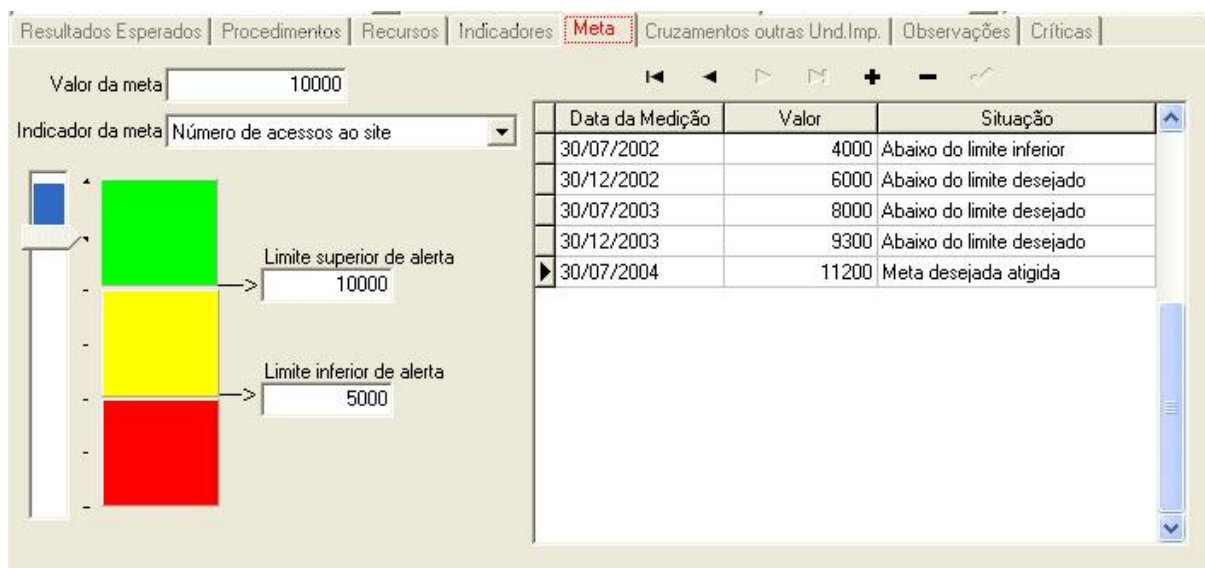 Resultados Esperados Procedimentos Recursos Indicadores Meta Cruzamentos outras Und.Imp. Observações Críticas
Valor da meta 10000
Indicador da meta Número de acessos ao site
Limite superior de alerta
10000
Limite inferior de alerta
5000
Data da Medição Valor Situação
30/07/2002 4000 Abaixo do limite inferior
30/12/2002 6000 Abaixo do limite desejado
30/07/2003 8000 Abaixo do limite desejado
30/12/2003 9300 Abaixo do limite desejado
30/07/2004 11200 Meta desejada atigida